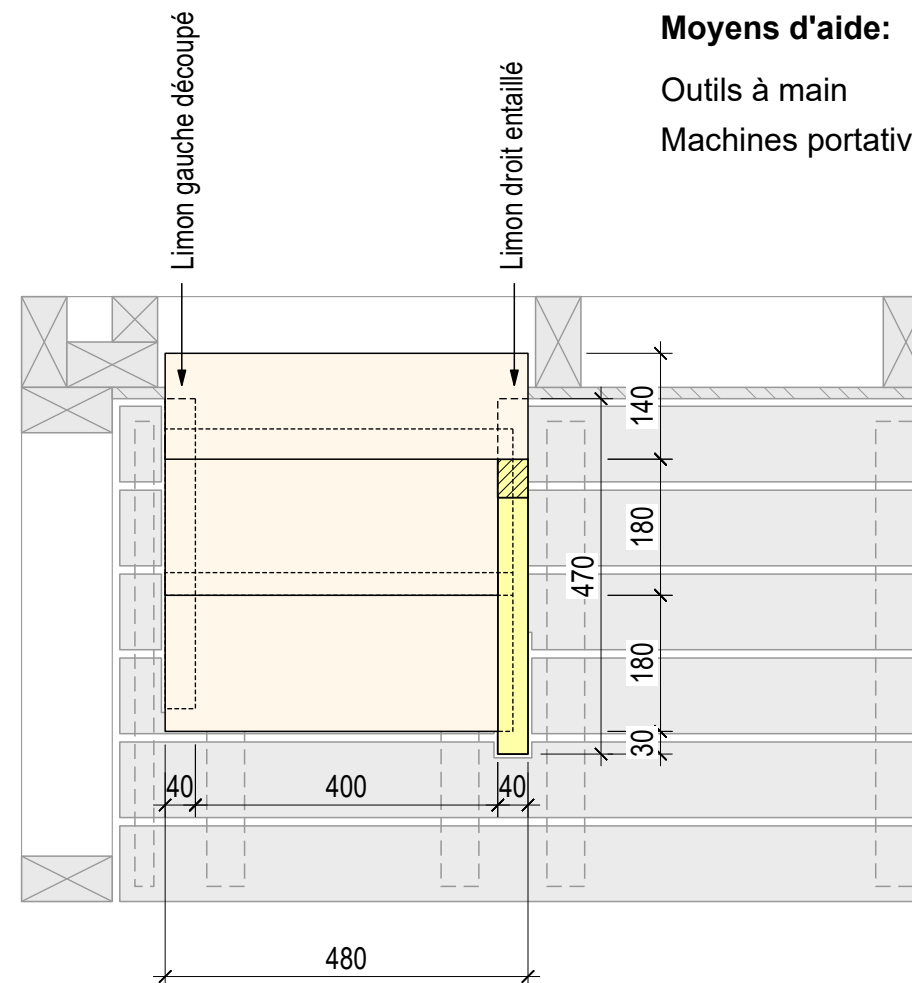 Moyens d'aide:
Outils à main
Machines portativ
Limon gauche découpé
Limon droit entaillé
140
180
470
180
30
40
400
40
480